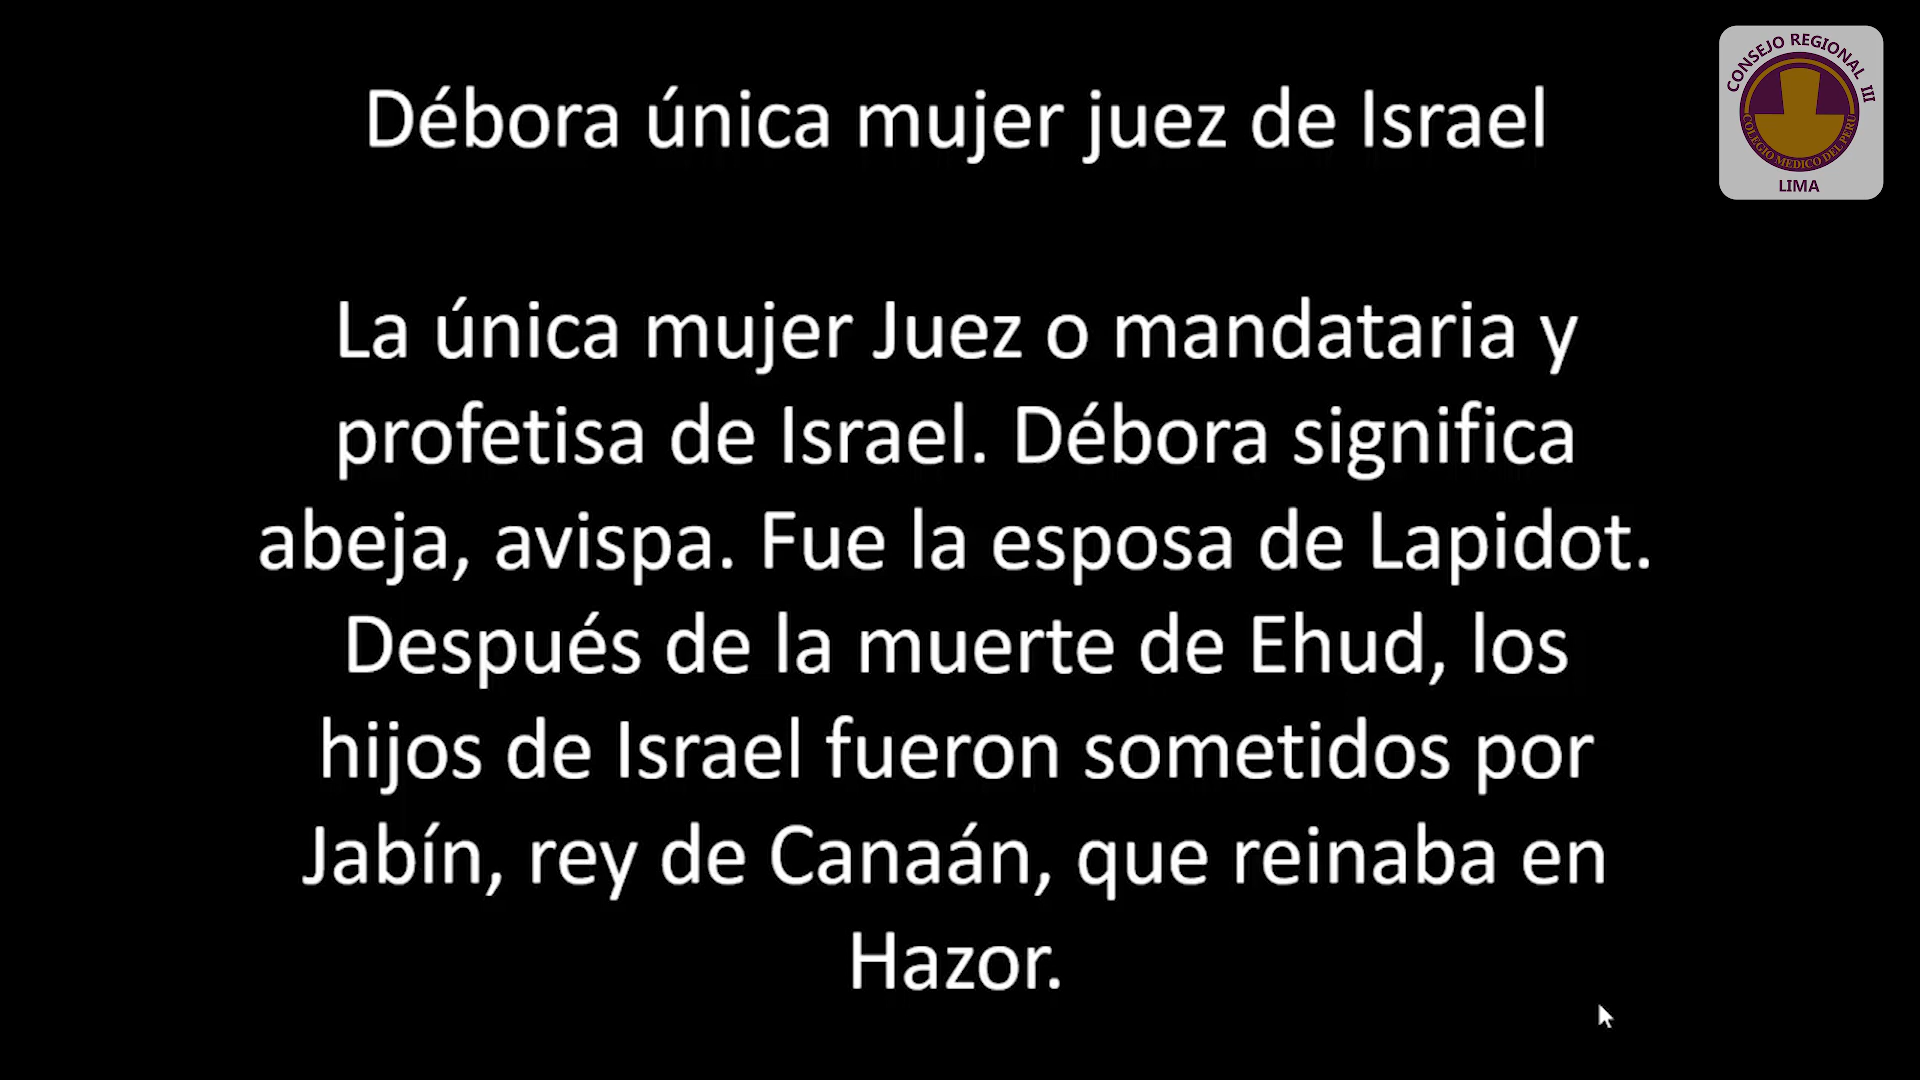 Débora única mujer juez de Israel
CONSEJO REGIONAL III
COLEGIO MEDICO DEL PERU
LIMA
La única mujer Juez o mandataria y
profetisa de Israel. Débora significa
abeja, avispa. Fue la esposa de Lapidot.
Después de la muerte de Ehud, los
hijos de Israel fueron sometidos por
Jabín, rey de Canaán, que reinaba en
Hazor.